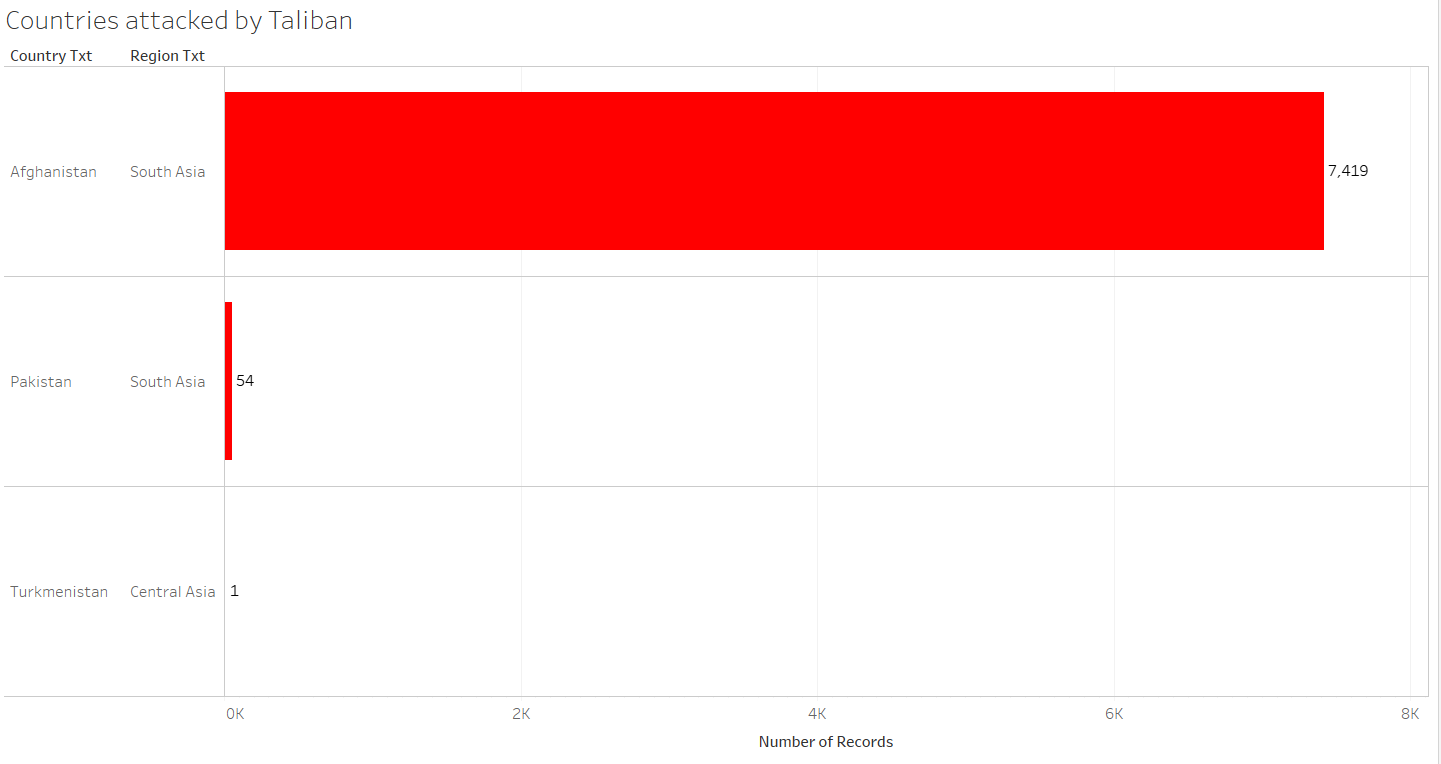 Countries attacked by Taliban
Country Txt Region Txt
Afghanistan South Asia 7,419
Pakistan South Asia 54
Turkmenistan Central Asia 1
0K 2K 4K 6K 8K
Number of Records